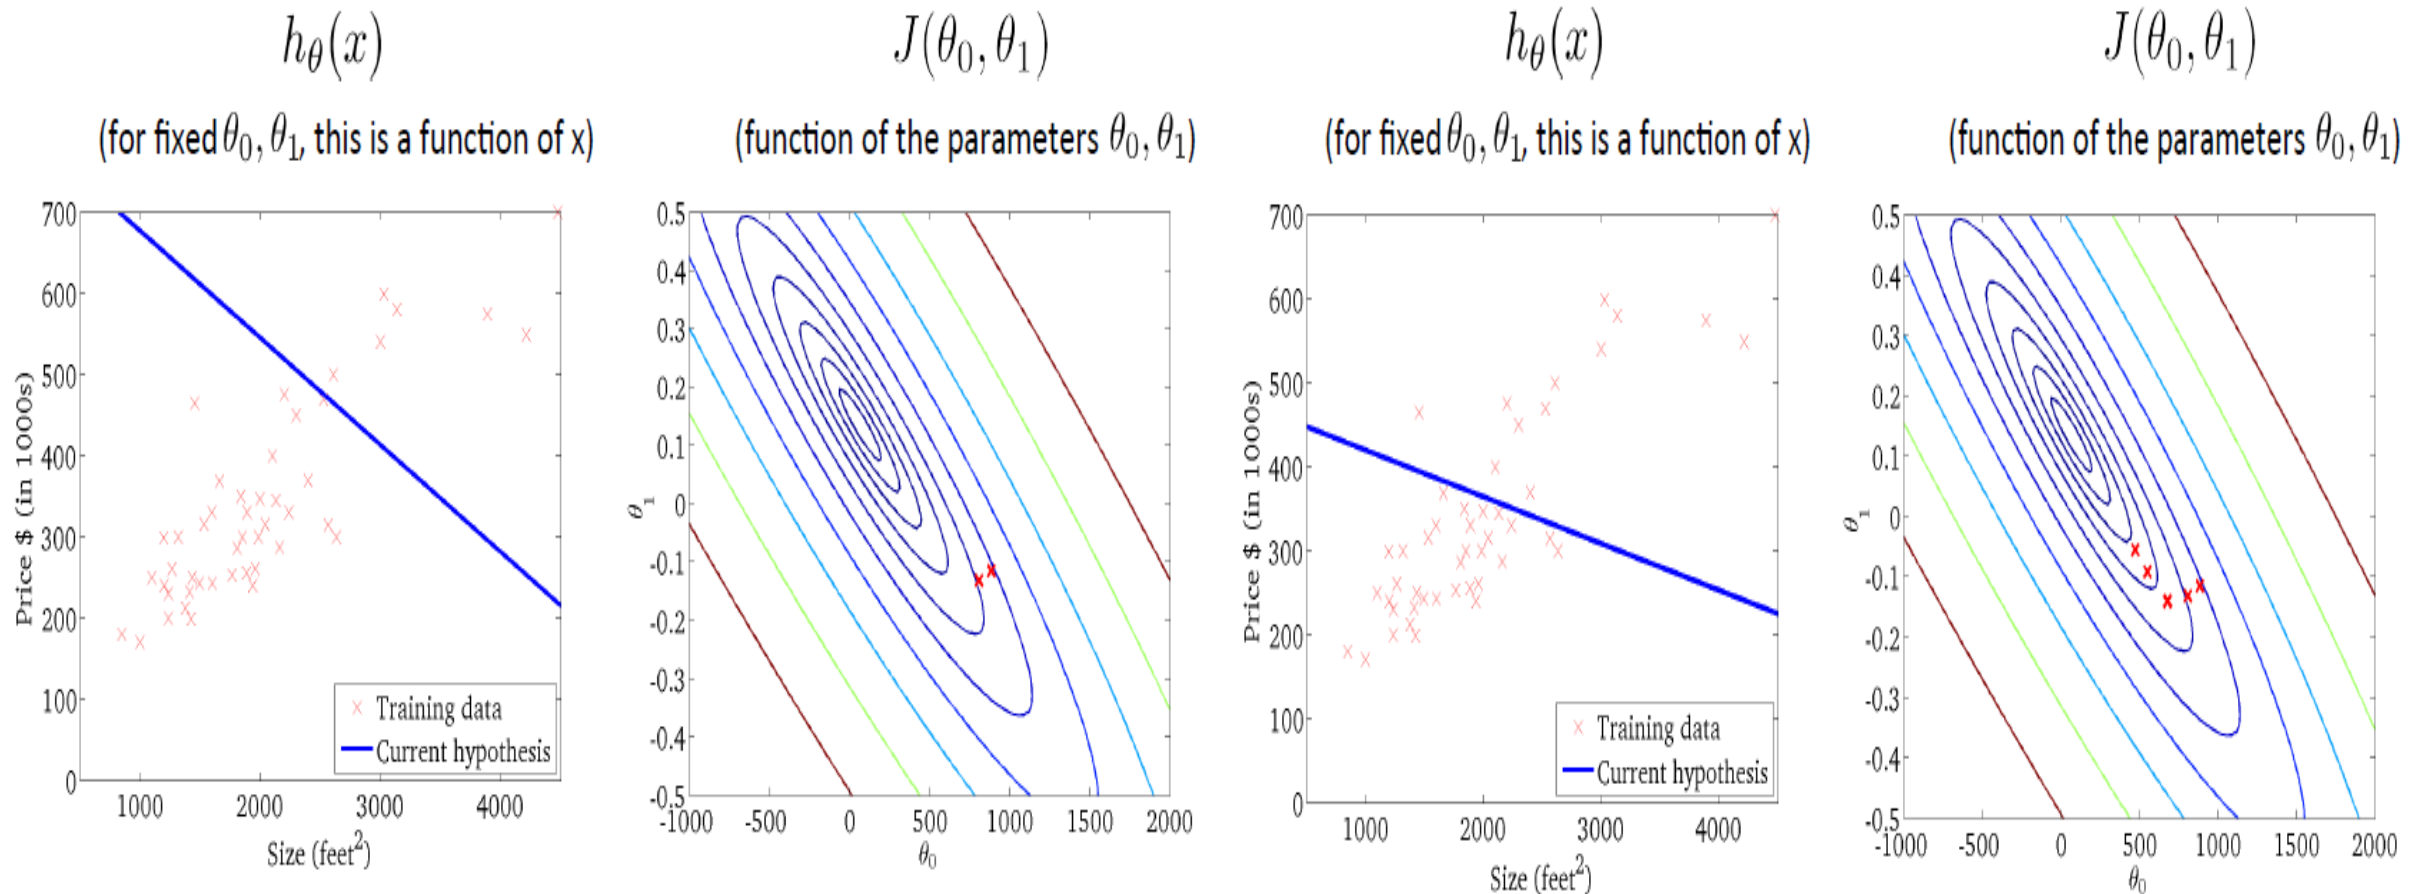 h_θ(x)
(for fixed θ₀, θ₁, this is a function of x)
700
600
500
400
300
200
100
0
Price $ (in 1000s)
1000 2000 3000 4000
Size (feet²)
Training data
Current hypothesis
J(θ₀, θ₁)
(function of the parameters θ₀, θ₁)
0.5
0.4
0.3
0.2
0.1
0
-0.1
-0.2
-0.3
-0.4
-0.5
θ₁
-1000 -500 0 500 1000 1500 2000
θ₀
h_θ(x)
(for fixed θ₀, θ₁, this is a function of x)
700
600
500
400
300
200
100
0
Price $ (in 1000s)
1000 2000 3000 4000
Size (feet²)
Training data
Current hypothesis
J(θ₀, θ₁)
(function of the parameters θ₀, θ₁)
0.5
0.4
0.3
0.2
0.1
0
-0.1
-0.2
-0.3
-0.4
-0.5
θ₁
-1000 -500 0 500 1000 1500 2000
θ₀